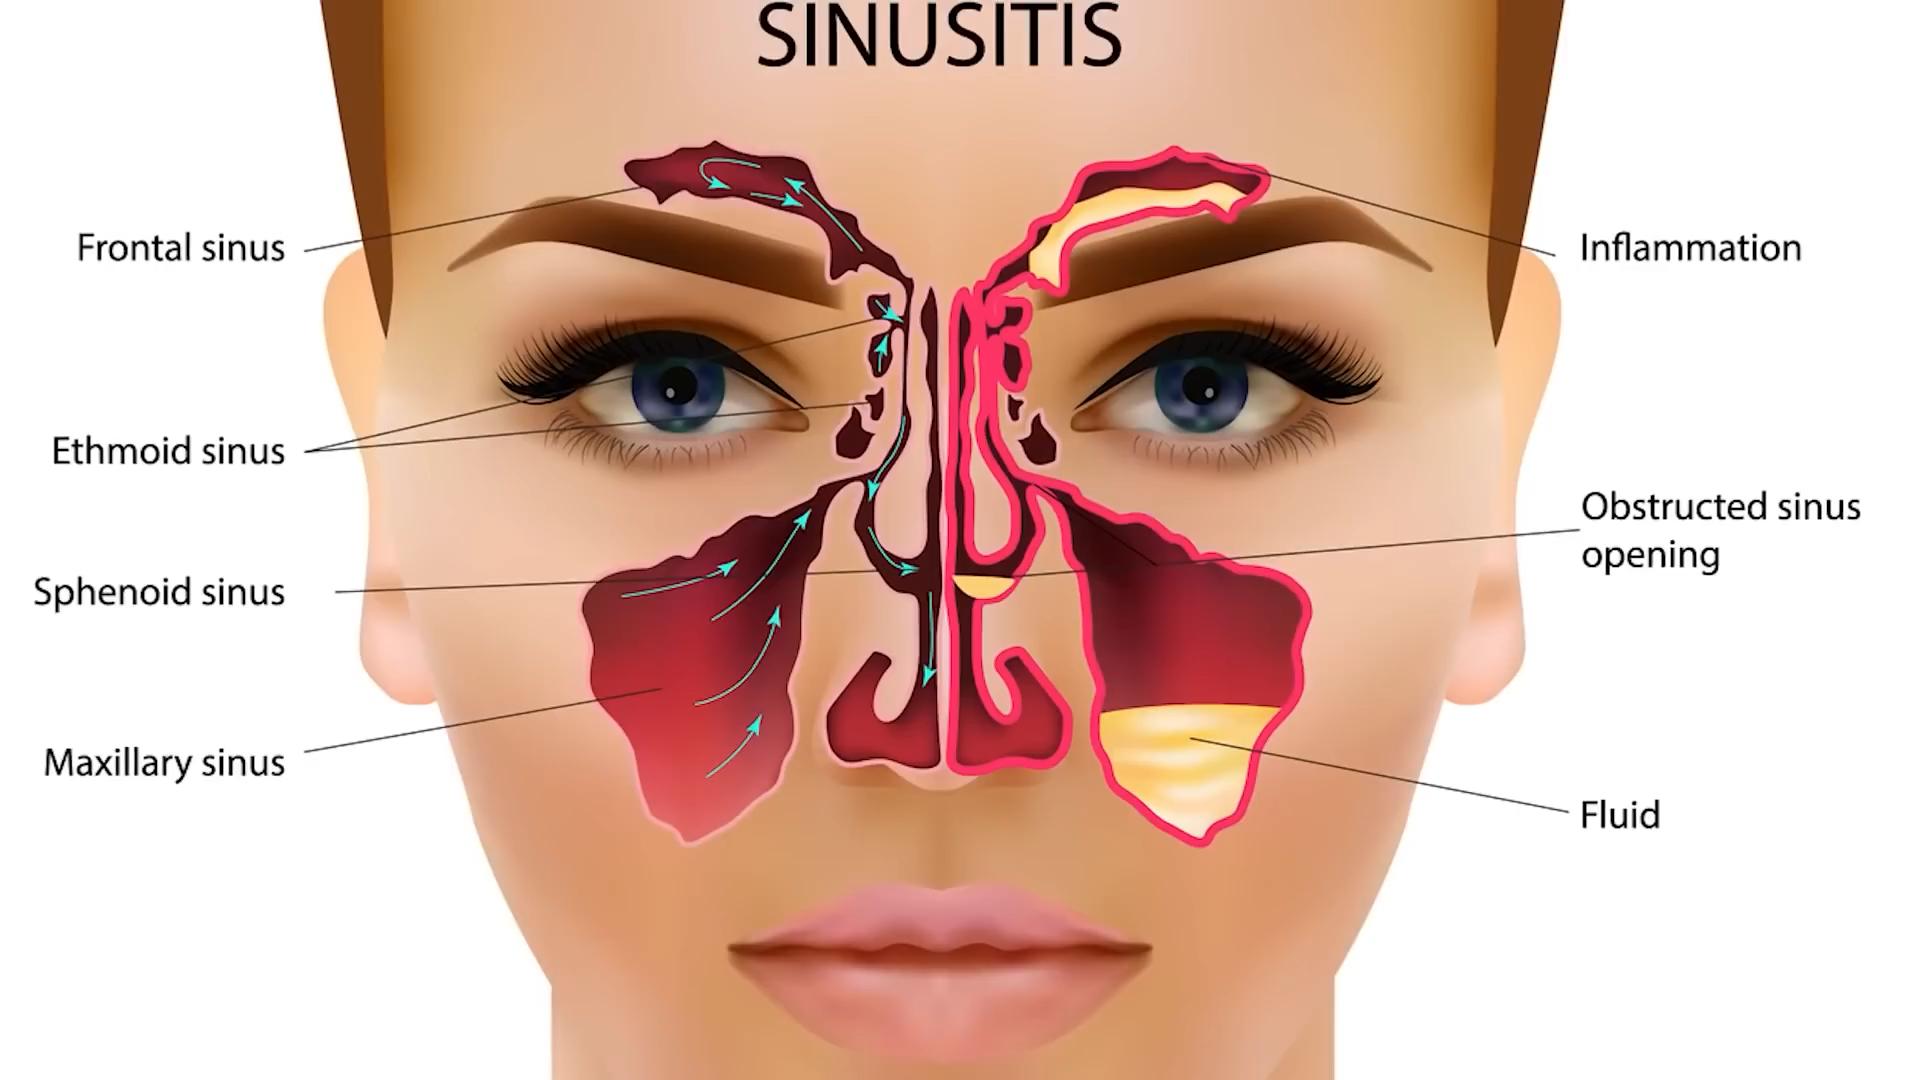 SINUSITIS
Frontal sinus
Inflammation
Ethmoid sinus
Obstructed sinus
opening
Sphenoid sinus
Maxillary sinus
Fluid